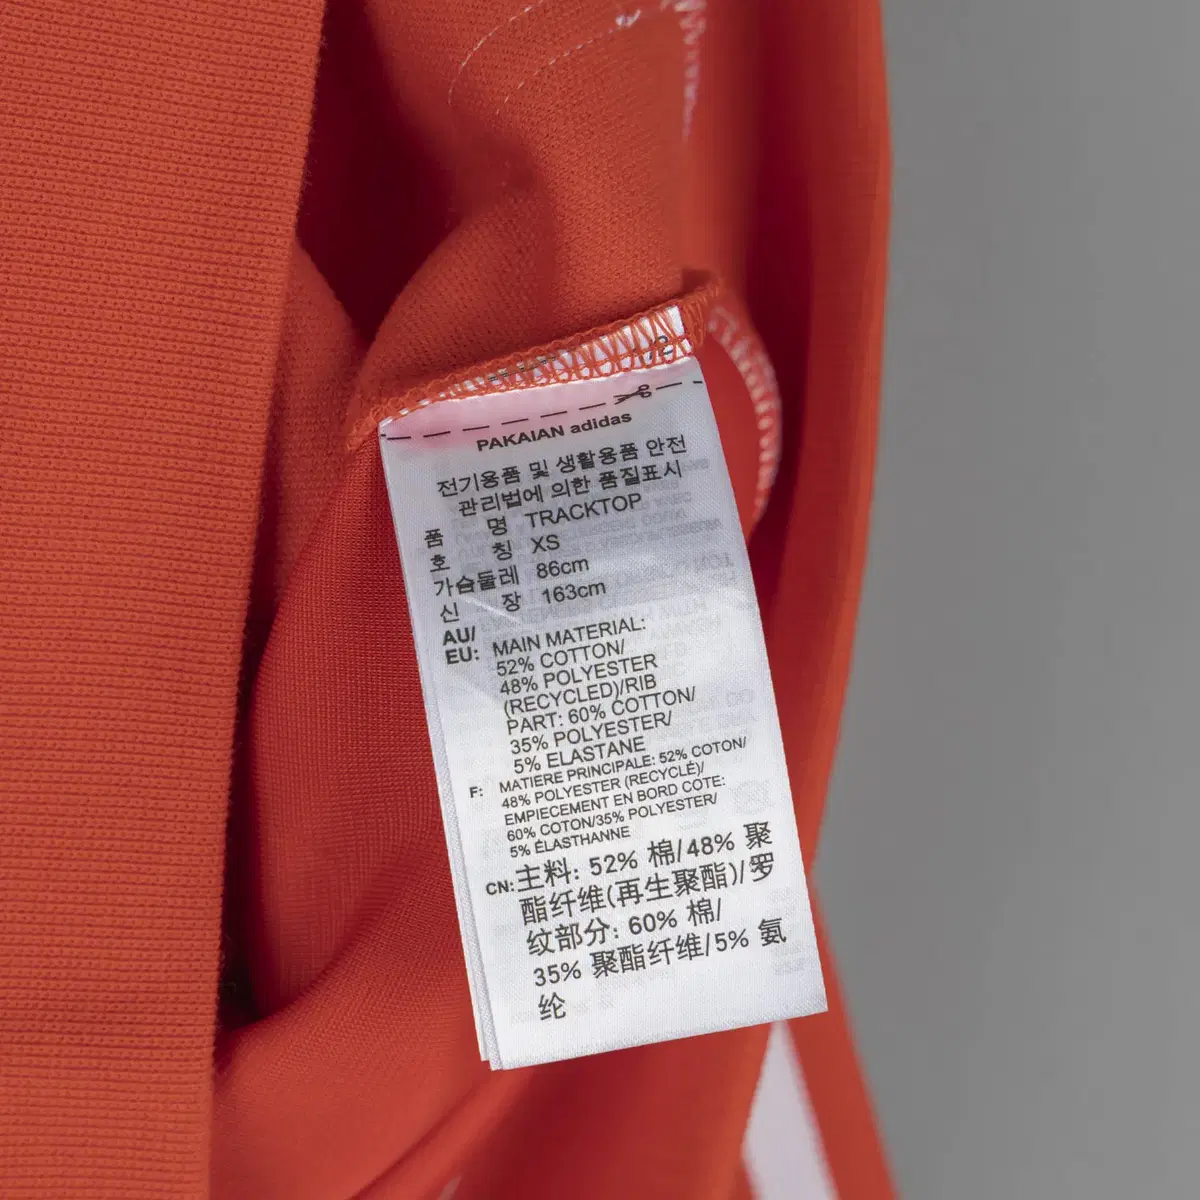 /2
PAKAIAN adidas
전기용품 및 생활용품 안전
관리법에 의한 품질표시
품 명 TRACKTOP
호 칭 XS
가슴둘레 86cm
신 장 163cm
AU/
EU: MAIN MATERIAL:
52% COTTON/
48% POLYESTER
(RECYCLED)/RIB
PART: 60% COTTON/
35% POLYESTER/
5% ELASTANE
F: MATIERE PRINCIPALE: 52% COTON/
48% POLYESTER (RECYCLÉ)/
EMPIECEMENT EN BORD COTE:
60% COTON/35% POLYESTER/
5% ÉLASTHANNE
CN: 主料: 52% 棉/48% 聚
酯纤维(再生聚酯)/罗
纹部分: 60% 棉/
35% 聚酯纤维/5% 氨
纶